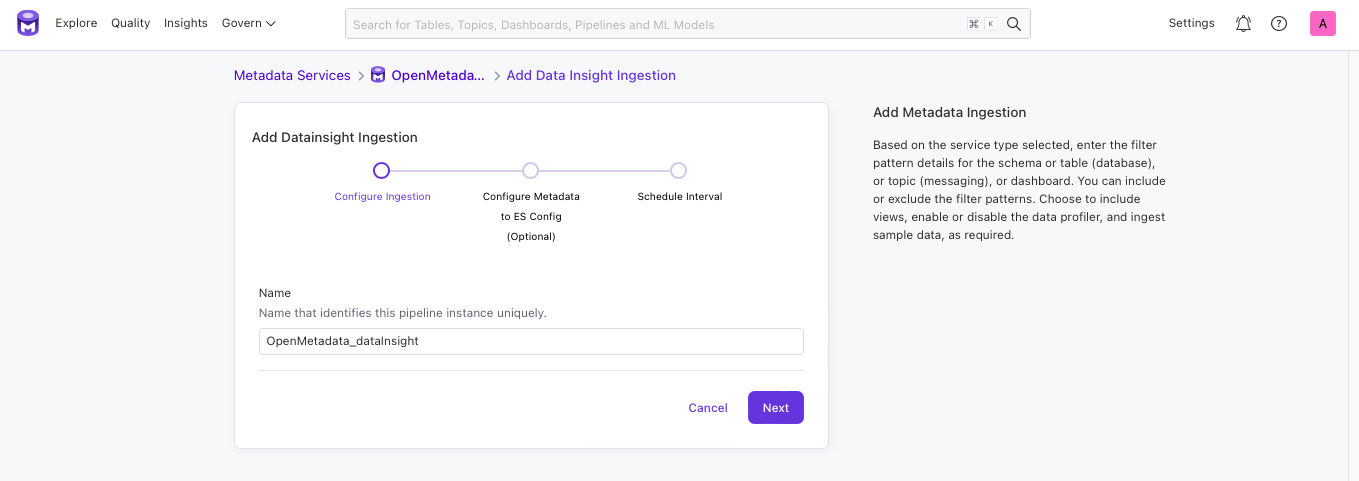 Explore Quality Insights Govern
Search for Tables, Topics, Dashboards, Pipelines and ML Models
⌘ K
Settings
?
A
Metadata Services > OpenMetada... > Add Data Insight Ingestion
Add Datainsight Ingestion
Configure Ingestion
Configure Metadata
to ES Config
(Optional)
Schedule Interval
Name
Name that identifies this pipeline instance uniquely.
OpenMetadata_dataInsight
Cancel Next
Add Metadata Ingestion
Based on the service type selected, enter the filter
pattern details for the schema or table (database),
or topic (messaging), or dashboard. You can include
or exclude the filter patterns. Choose to include
views, enable or disable the data profiler, and ingest
sample data, as required.